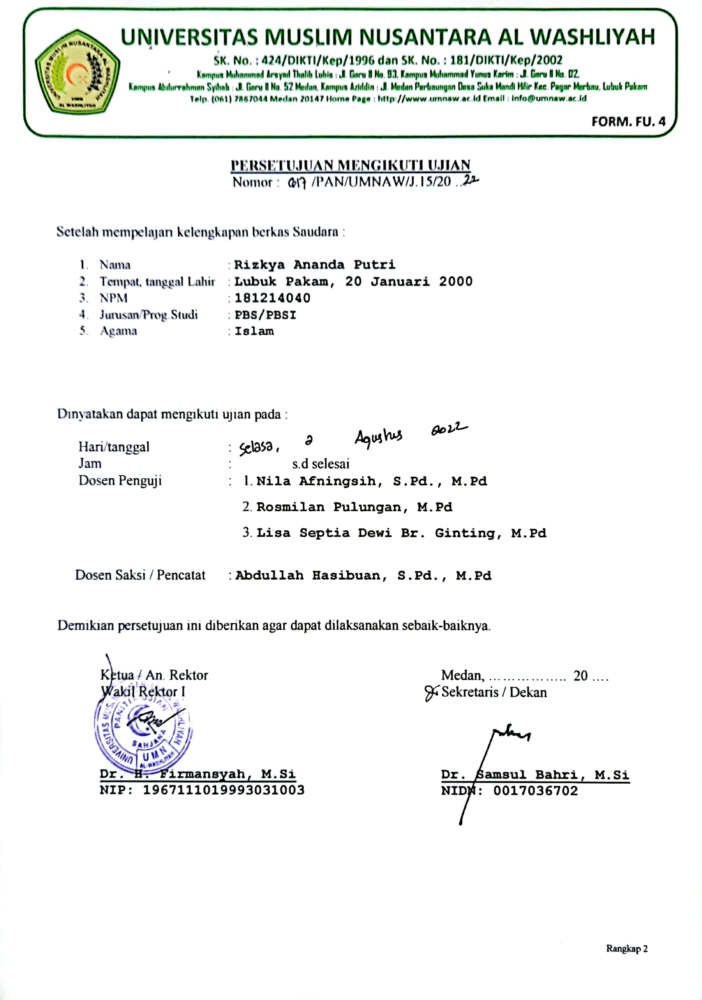 UNIVERSITAS MUSLIM NUSANTARA AL WASHLIYAH
SK. No. : 424/DIKTI/Kep/1996 dan SK. No. : 181/DIKTI/Kep/2002
Kampus Muhammad Arsyad Thalib Lubis : Jl. Garu II No. 93, Kampus Muhammad Yunus Karim : Jl. Garu II No. 02,
Kampus Abdurrahman Syihab : Jl. Garu II No. 52 Medan, Kampus Aziddin : Jl. Medan Perbaungan Desa Suka Mandi Hilir Kec. Pagar Merbau, Lubuk Pakam
Telp. (061) 7867044 Medan 20147 Home Page : http://www.umnaw.ac.id Email : info@umnaw.ac.id
UNIVERSITAS MUSLIM NUSANTARA AL WASHLIYAH
UMN
AL WASHLIYAH
FORM. FU. 4
PERSETUJUAN MENGIKUTI UJIAN
Nomor : 017 /PAN/UMNAW/J.15/20 ..22
Setelah mempelajari kelengkapan berkas Saudara :
1. Nama : Rizkya Ananda Putri
2. Tempat, tanggal Lahir : Lubuk Pakam, 20 Januari 2000
3. NPM : 181214040
4. Jurusan/Prog.Studi : PBS/PBSI
5. Agama : Islam
Dinyatakan dapat mengikuti ujian pada :
Hari/tanggal : Selasa, 2 Agustus 2022
Jam : s.d selesai
Dosen Penguji : 1. Nila Afningsih, S.Pd., M.Pd
2. Rosmilan Pulungan, M.Pd
3. Lisa Septia Dewi Br. Ginting, M.Pd
Dosen Saksi / Pencatat : Abdullah Hasibuan, S.Pd., M.Pd
Demikian persetujuan ini diberikan agar dapat dilaksanakan sebaik-baiknya.
Ketua / An. Rektor
Wakil Rektor I
Medan, ................. 20 ....
Sekretaris / Dekan
UNIVERSITAS MUSLIM NUSANTARA AL WASHLIYAH
PANITIA UJIAN
SARJANA
UMN
AL-WASHLIYAH
Dr. H. Firmansyah, M.Si
NIP: 1967111019993031003
Dr. Samsul Bahri, M.Si
NIDN: 0017036702
Rangkap 2